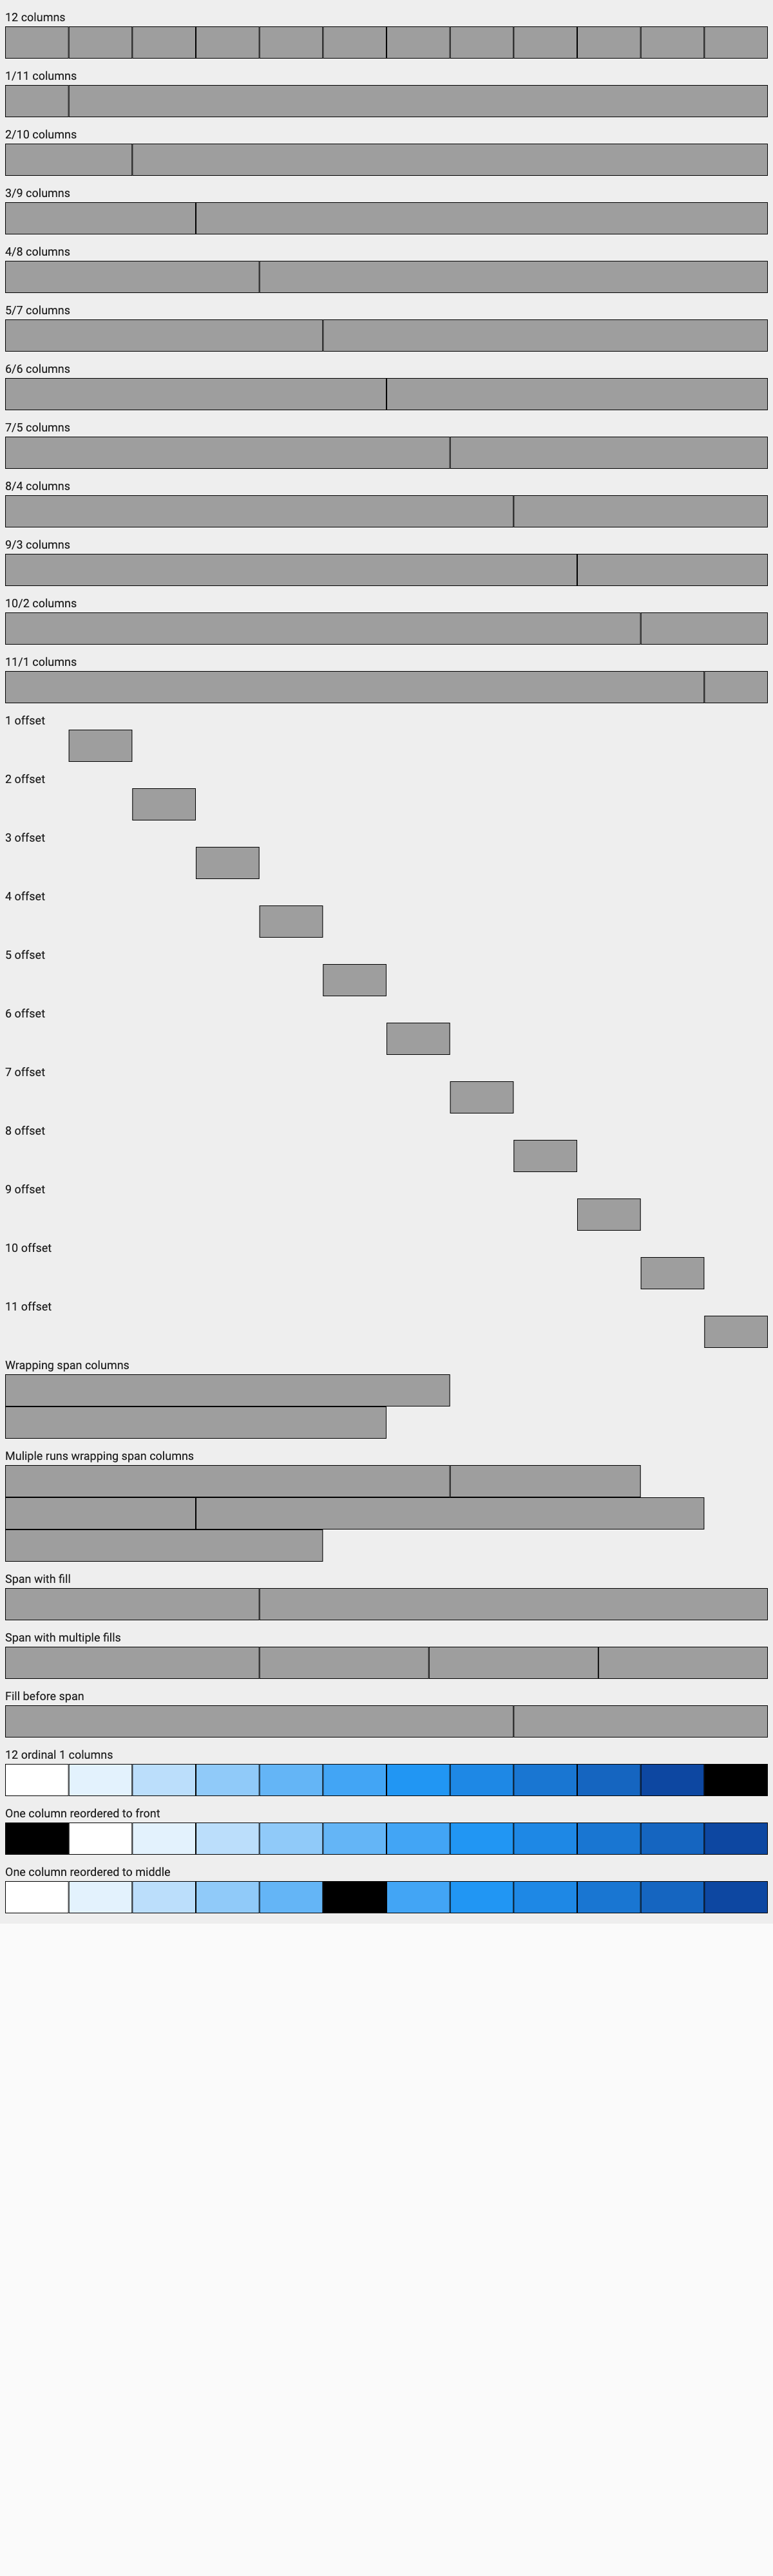 12 columns
1/11 columns
2/10 columns
3/9 columns
4/8 columns
5/7 columns
6/6 columns
7/5 columns
8/4 columns
9/3 columns
10/2 columns
11/1 columns
1 offset
2 offset
3 offset
4 offset
5 offset
6 offset
7 offset
8 offset
9 offset
10 offset
11 offset
Wrapping span columns
Muliple runs wrapping span columns
Span with fill
Span with multiple fills
Fill before span
12 ordinal 1 columns
One column reordered to front
One column reordered to middle